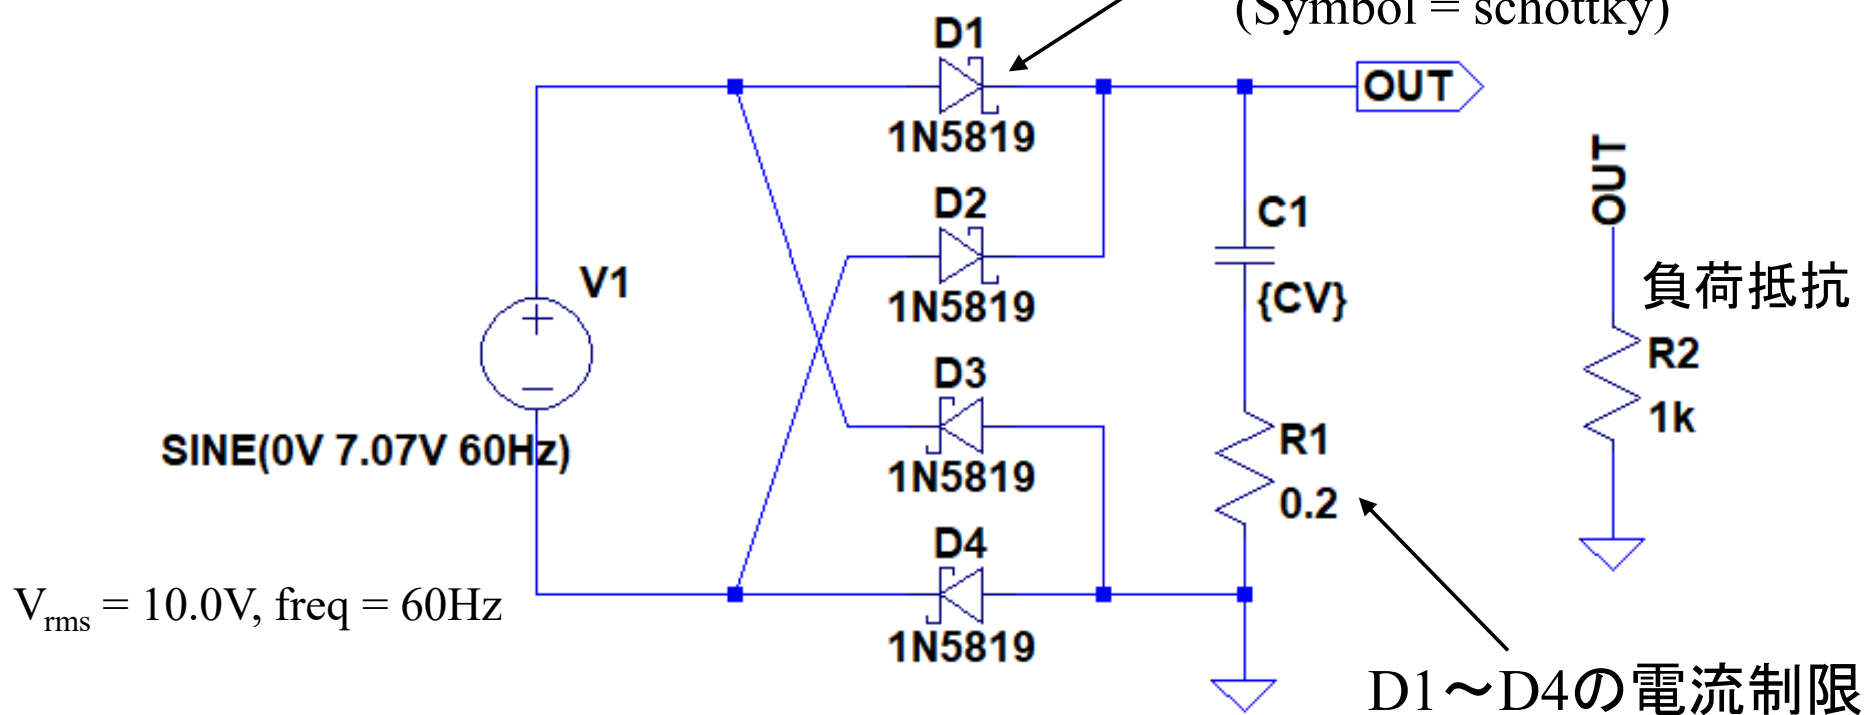 (Symbol = schottky)
D1
1N5819
OUT
D2
1N5819
C1
{CV}
OUT
負荷抵抗
R2
1k
V1
SINE(0V 7.07V 60Hz)
D3
1N5819
R1
0.2
D4
1N5819
Vrms = 10.0V, freq = 60Hz
D1～D4の電流制限